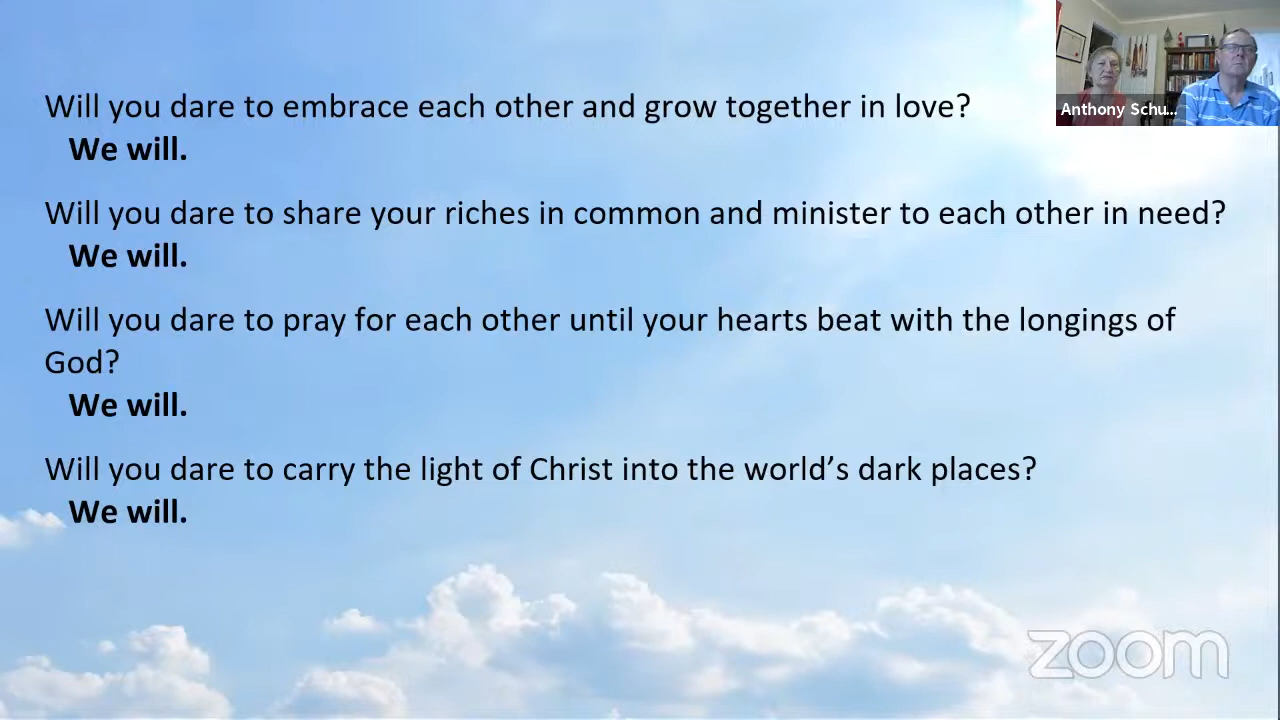 Will you dare to embrace each other and grow together in love?
We will.
Will you dare to share your riches in common and minister to each other in need?
We will.
Will you dare to pray for each other until your hearts beat with the longings of
God?
We will.
Will you dare to carry the light of Christ into the world’s dark places?
We will.
Anthony Schu...
zoom